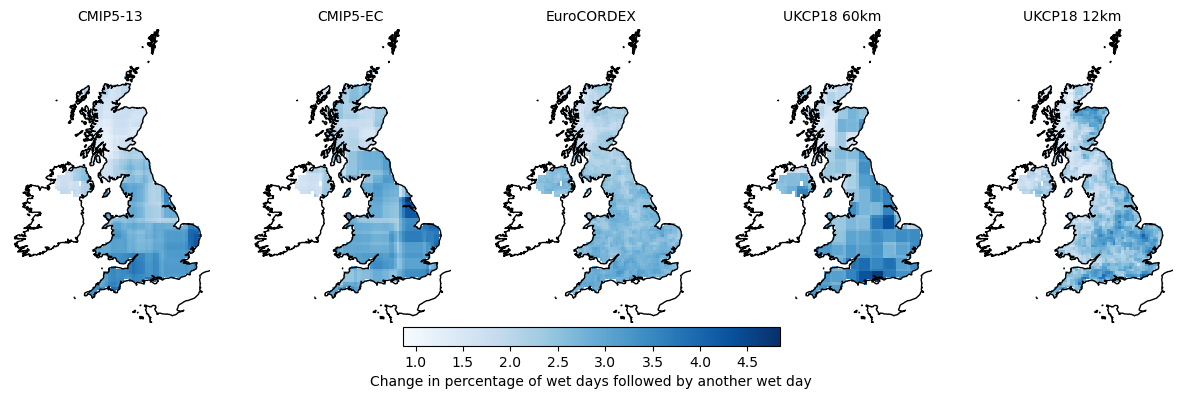 CMIP5-13
CMIP5-EC
EuroCORDEX
UKCP18 60km
UKCP18 12km
1.0 1.5 2.0 2.5 3.0 3.5 4.0 4.5
Change in percentage of wet days followed by another wet day